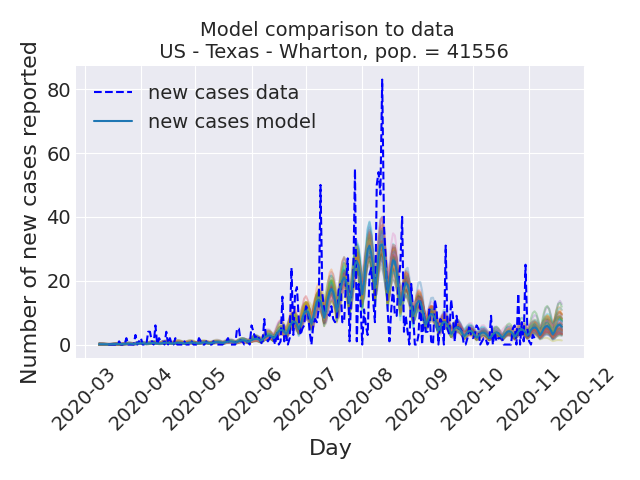 Model comparison to data
US - Texas - Wharton, pop. = 41556
Number of new cases reported
80
60
40
20
0
new cases data
new cases model
2020-03
2020-04
2020-05
2020-06
2020-07
2020-08
2020-09
2020-10
2020-11
2020-12
Day